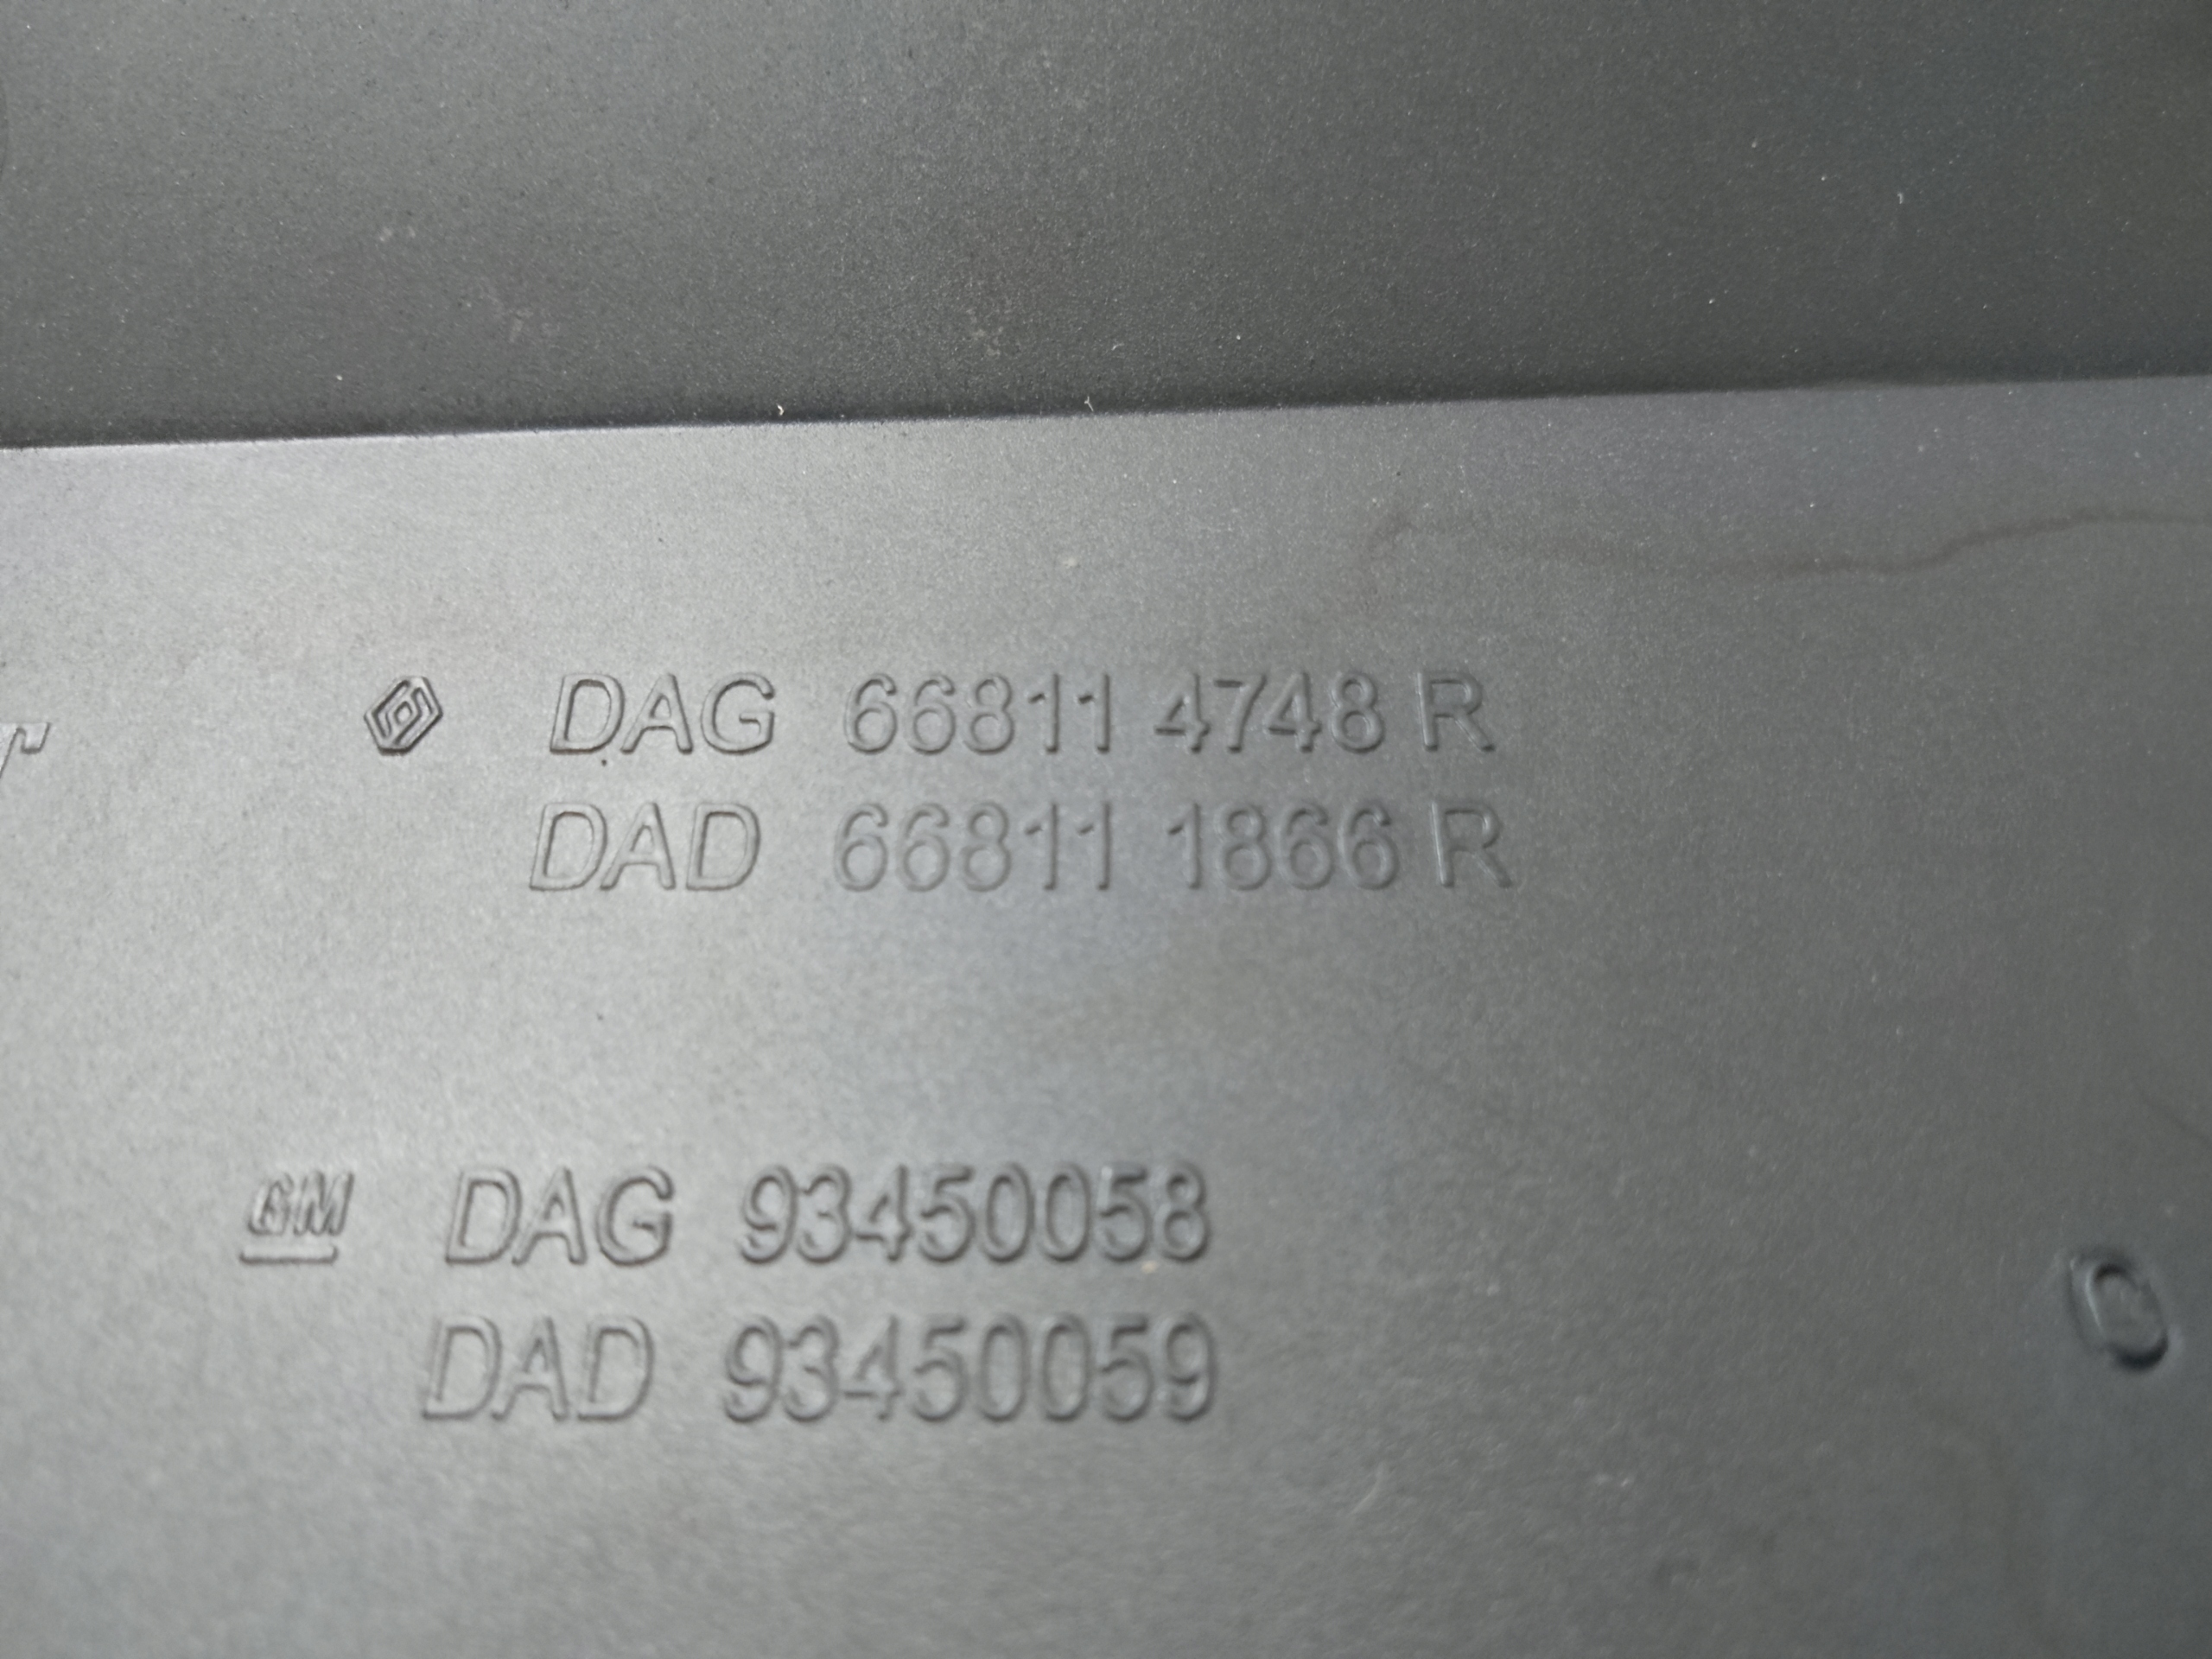 DAG 66811 4748 R
DAD 66811 1866 R
GM DAG 93450058
DAD 93450059